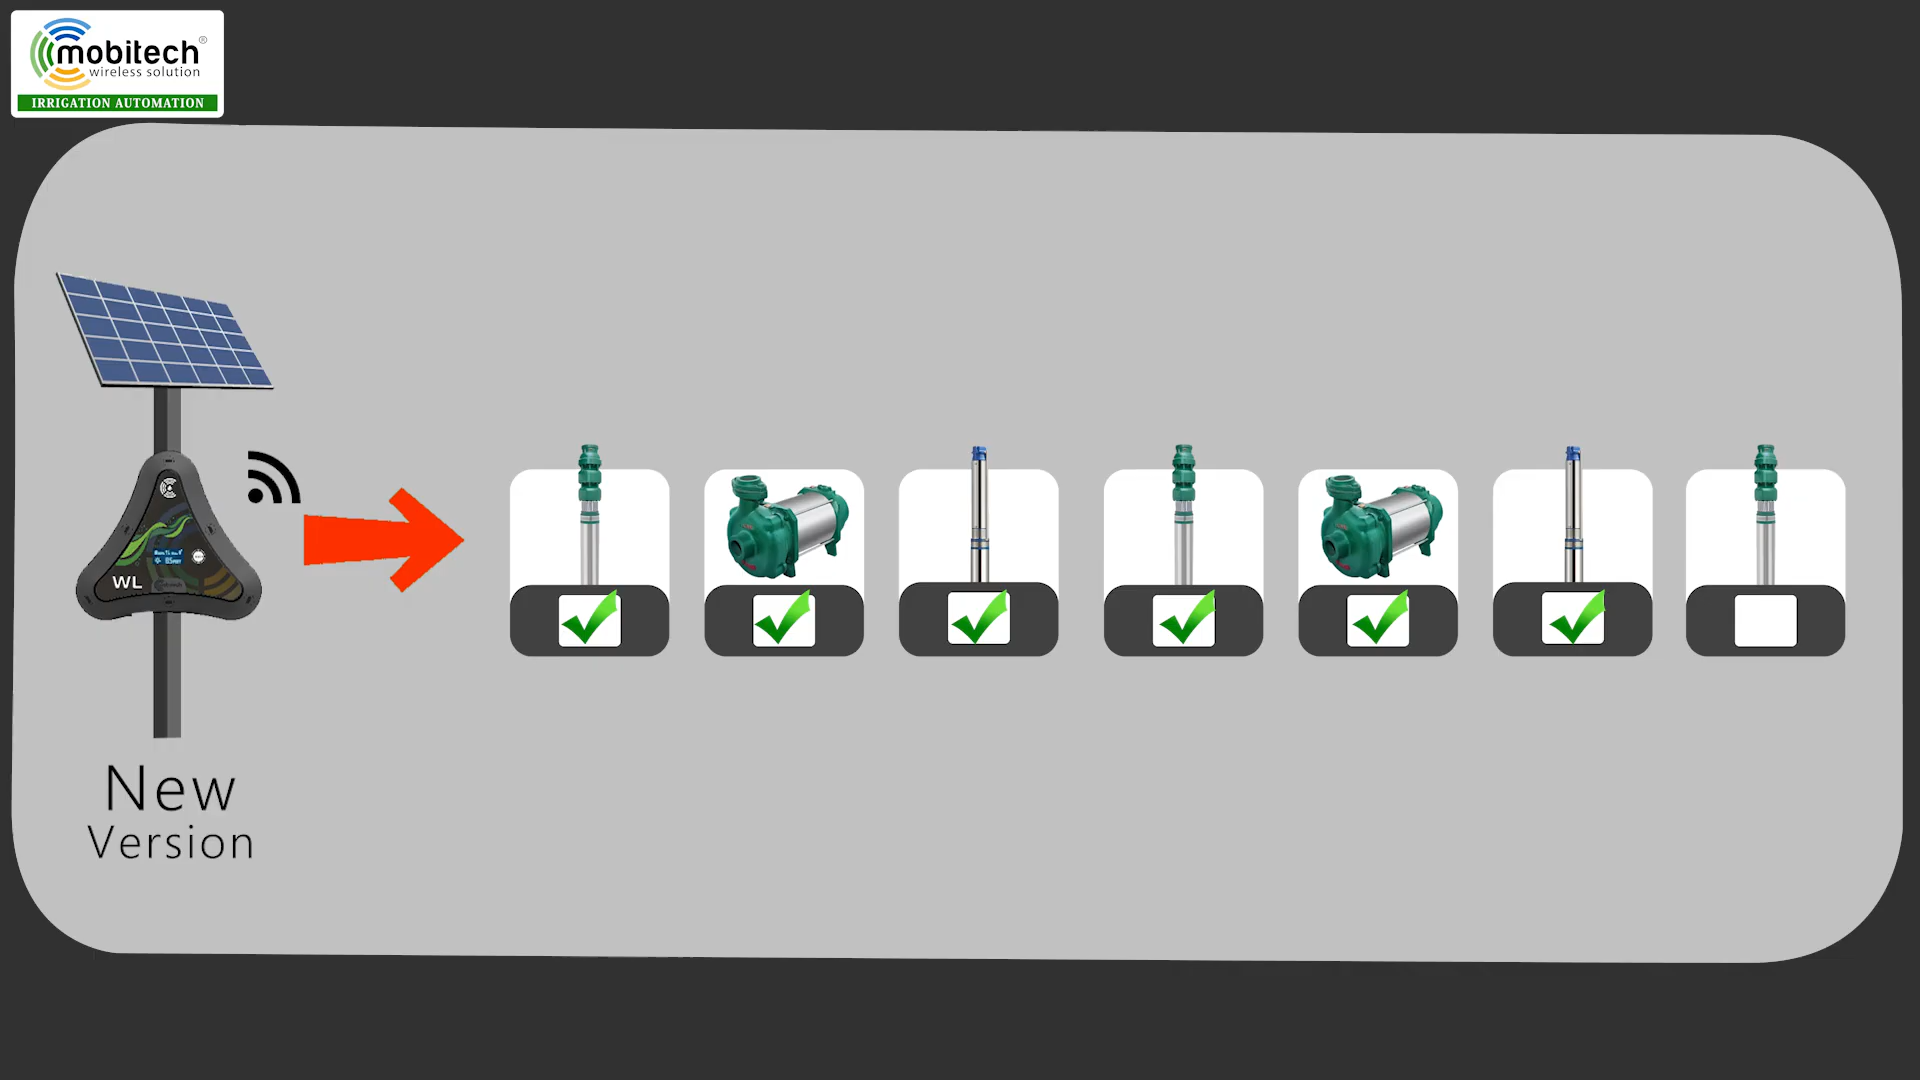 mobitech®
wireless solution
IRRIGATION AUTOMATION
WL
New
Version